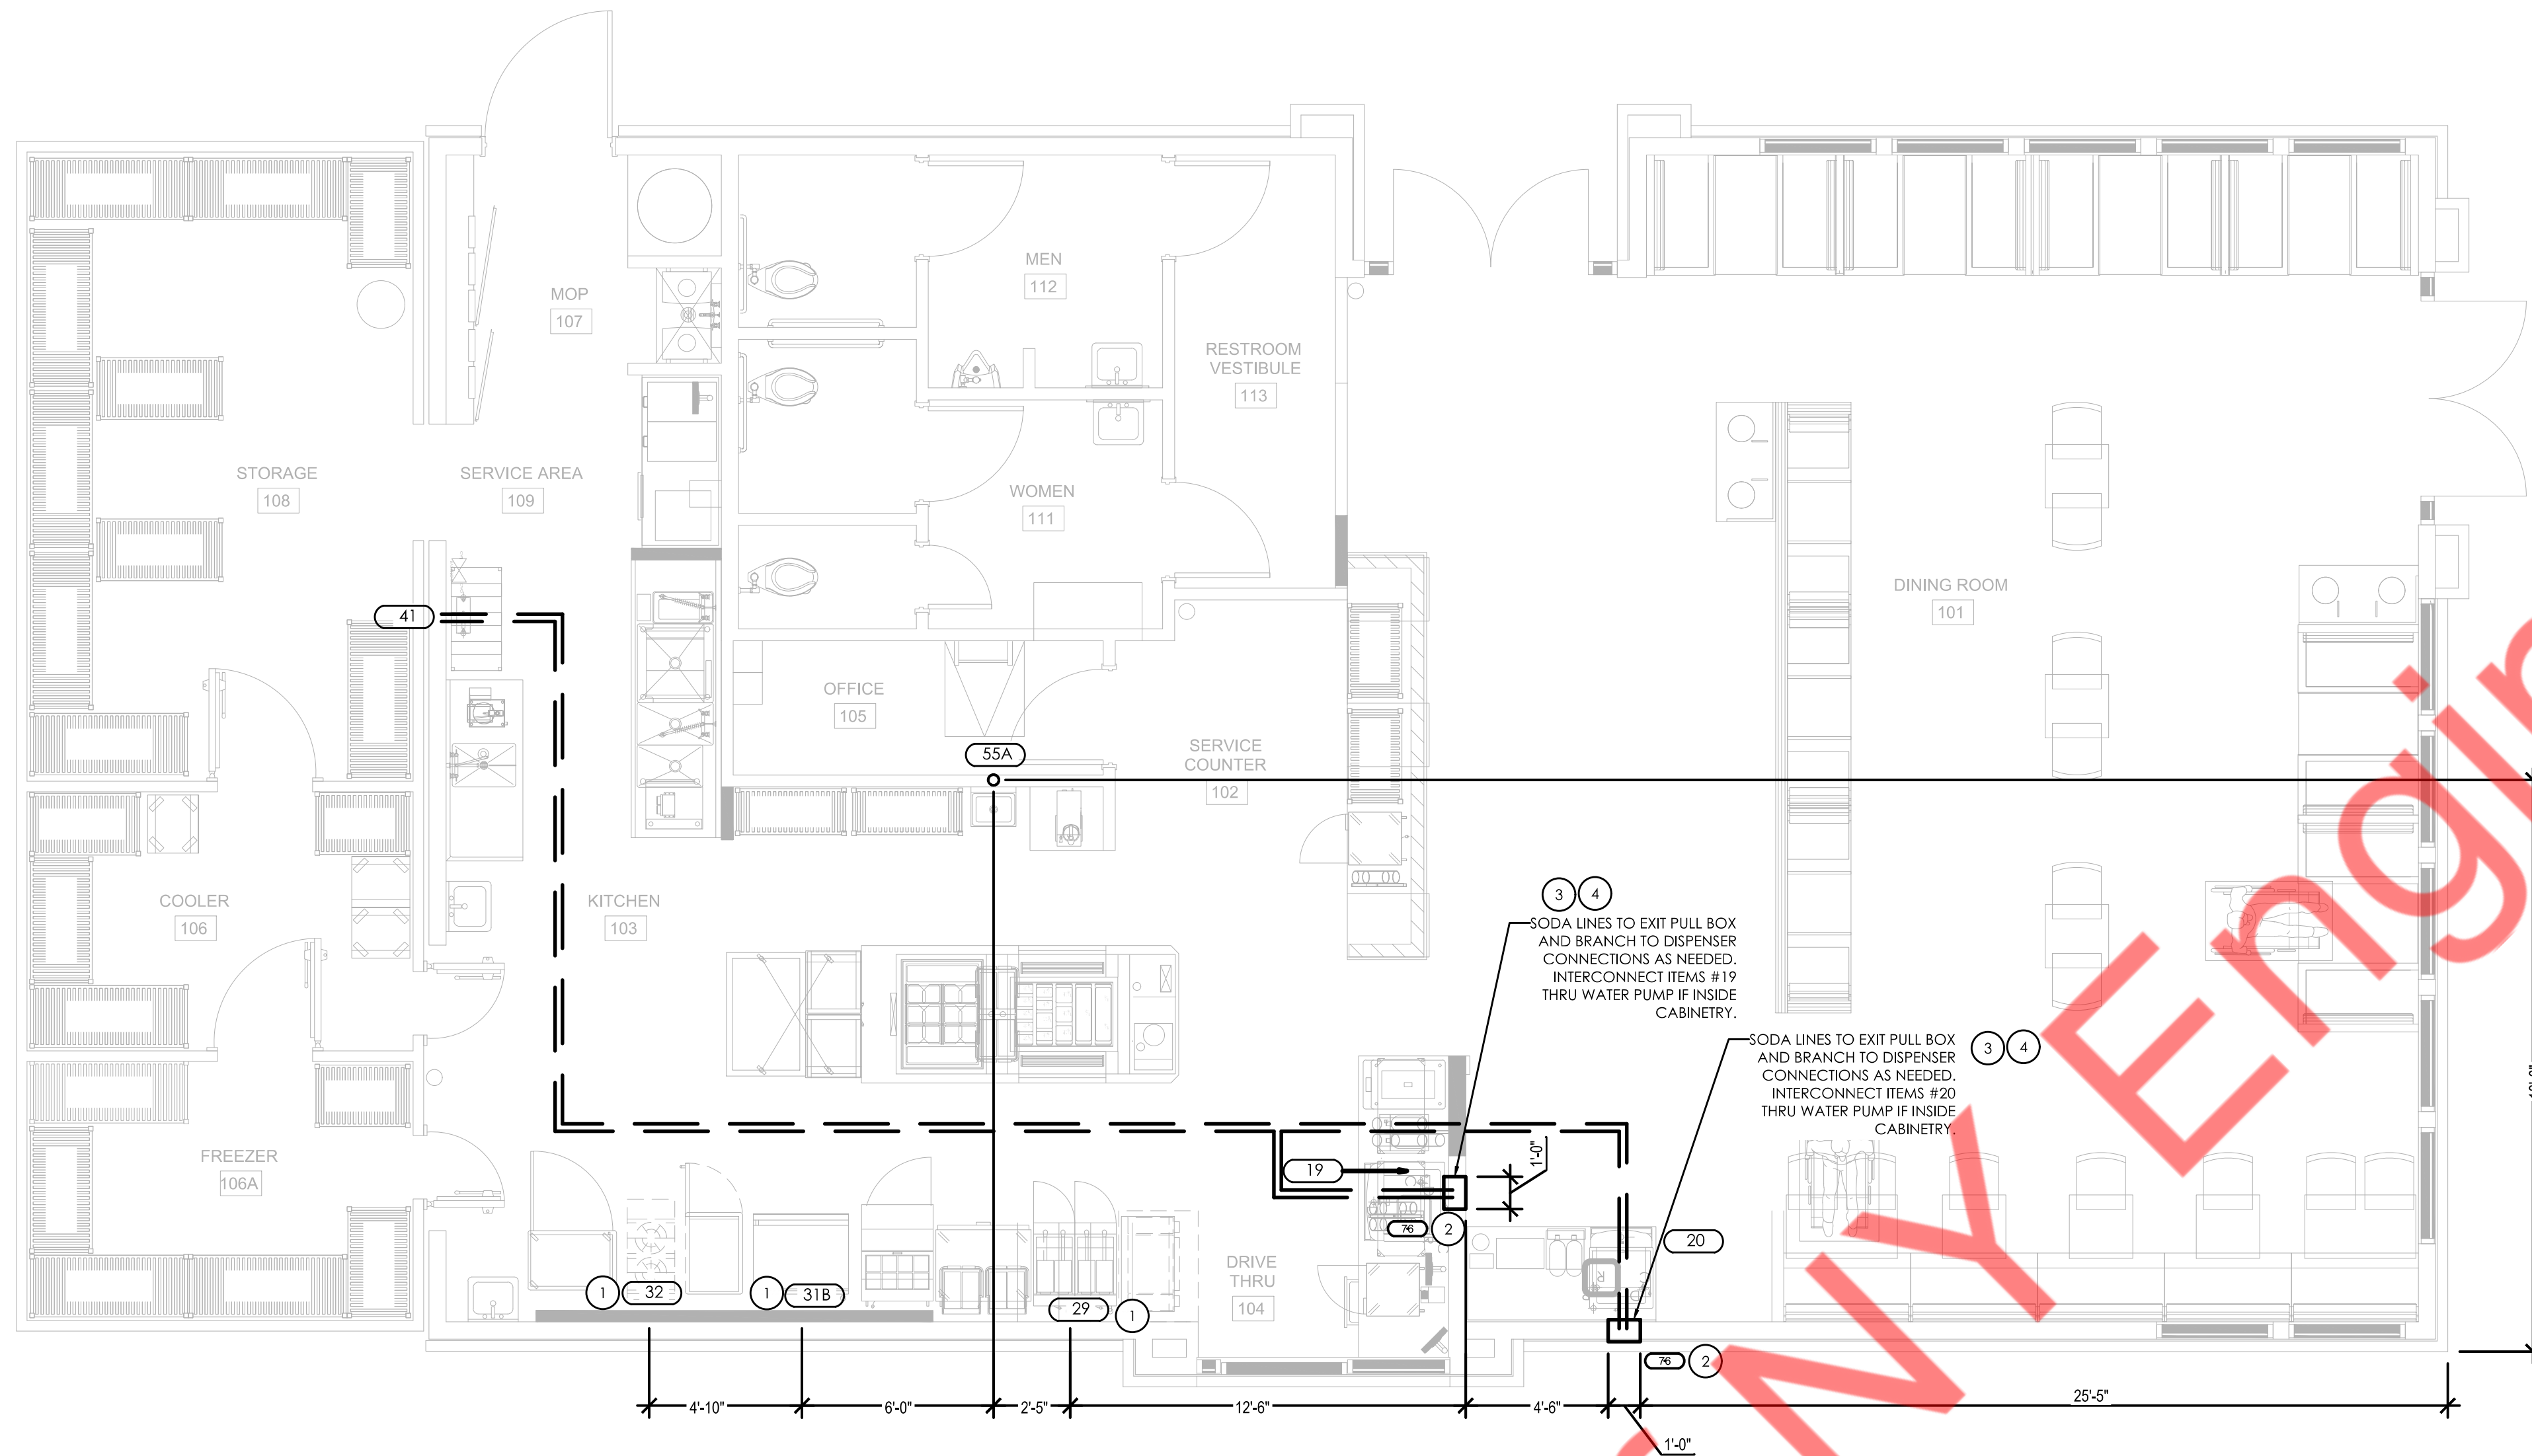 MEN
112
MOP
107
RESTROOM
VESTIBULE
113
STORAGE
108
SERVICE AREA
109
WOMEN
111
DINING ROOM
101
41
OFFICE
105
55A
SERVICE
COUNTER
102
COOLER
106
KITCHEN
103
3 4
SODA LINES TO EXIT PULL BOX
AND BRANCH TO DISPENSER
CONNECTIONS AS NEEDED.
INTERCONNECT ITEMS #19
THRU WATER PUMP IF INSIDE
CABINETRY.
SODA LINES TO EXIT PULL BOX
AND BRANCH TO DISPENSER
CONNECTIONS AS NEEDED.
INTERCONNECT ITEMS #20
THRU WATER PUMP IF INSIDE
CABINETRY.
3 4
FREEZER
106A
19
1'-0"
76 2
20
DRIVE
THRU
104
1 32
1 31B
29 1
76 2
4'-10"
6'-0"
2'-5"
12'-6"
4'-6"
25'-5"
1'-0"
NY Engin